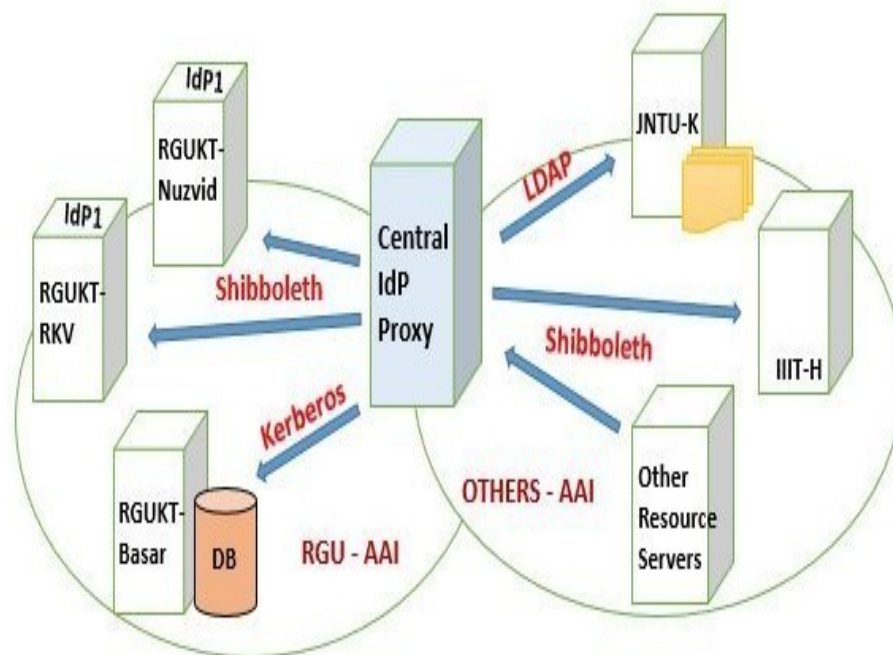 IdP1
RGUKT-
Nuzvid
IdP1
RGUKT-
RKV
Shibboleth
Kerberos
RGUKT-
Basar
DB
RGU - AAI
Central
IdP
Proxy
LDAP
JNTU-K
Shibboleth
IIIT-H
OTHERS - AAI
Other
Resource
Servers